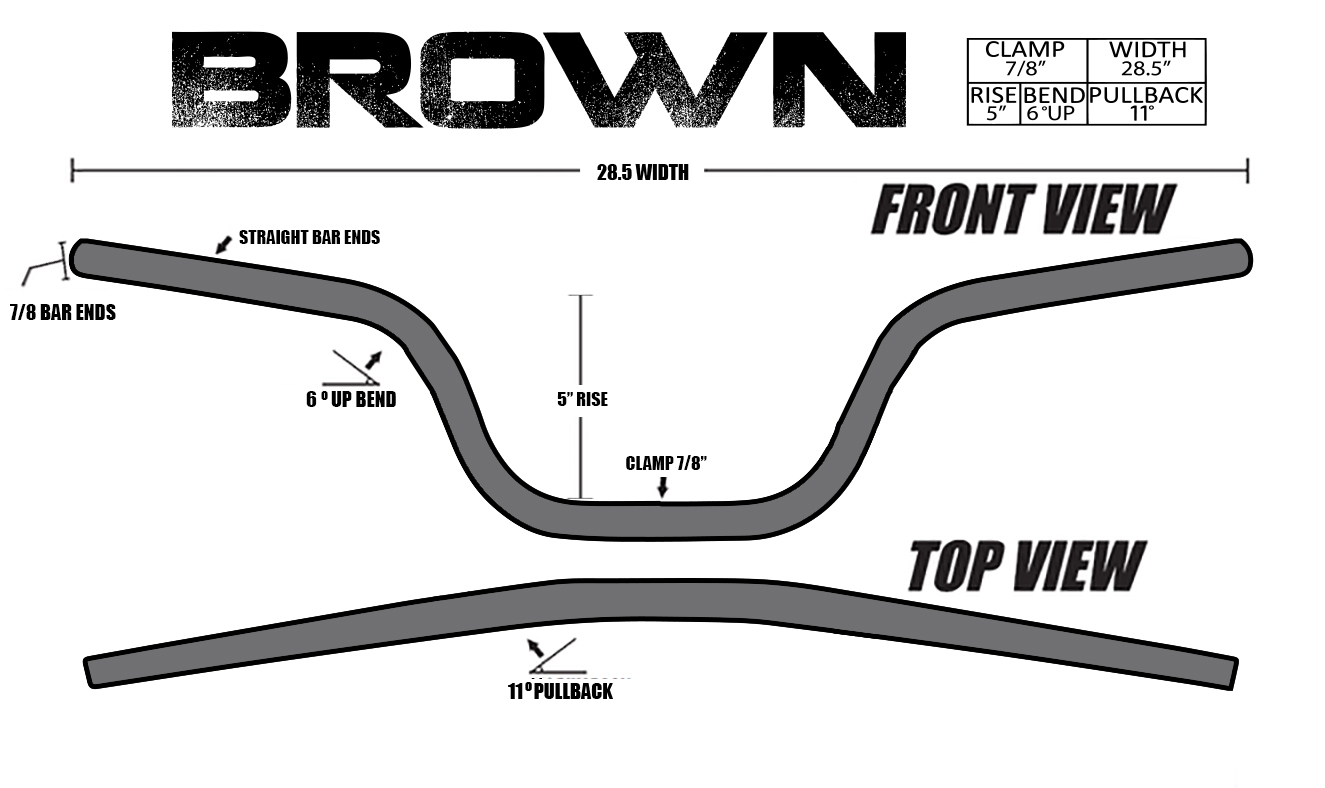 BROWN
CLAMP WIDTH
7/8" 28.5"
RISE BEND PULLBACK
5" 6°UP 11°
28.5 WIDTH
FRONT VIEW
STRAIGHT BAR ENDS
7/8 BAR ENDS
6° UP BEND
5" RISE
CLAMP 7/8"
TOP VIEW
11° PULLBACK